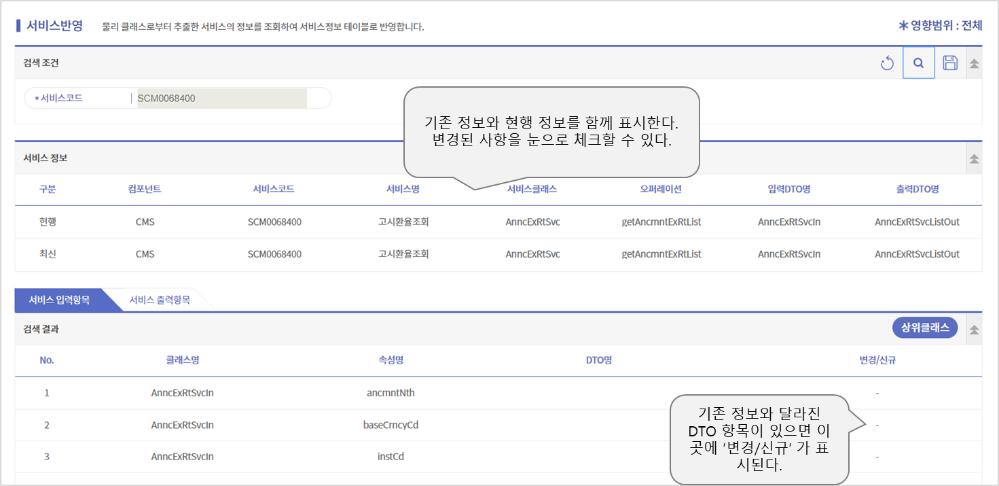 서비스반영 물리 클래스로부터 추출한 서비스의 정보를 조회하여 서비스정보 테이블로 반영합니다. *영향범위 : 전체
검색 조건
*서비스코드 SCM0068400
기존 정보와 현행 정보를 함께 표시한다.
변경된 사항을 눈으로 체크할 수 있다.
서비스 정보
구분 컴포넌트 서비스코드 서비스명 서비스클래스 오퍼레이션 입력DTO명 출력DTO명
현행 CMS SCM0068400 고시환율조회 AnncExRtSvc getAncmntExRtList AnncExRtSvcIn AnncExRtSvcListOut
최신 CMS SCM0068400 고시환율조회 AnncExRtSvc getAncmntExRtList AnncExRtSvcIn AnncExRtSvcListOut
서비스 입력항목 서비스 출력항목
검색 결과 상위클래스
No. 클래스명 속성명 DTO명 변경/신규
1 AnncExRtSvcIn ancmntNth -
2 AnncExRtSvcIn baseCrncyCd -
3 AnncExRtSvcIn instCd -
기존 정보와 달라진
DTO 항목이 있으면 이
곳에 ‘변경/신규’ 가 표
시된다.